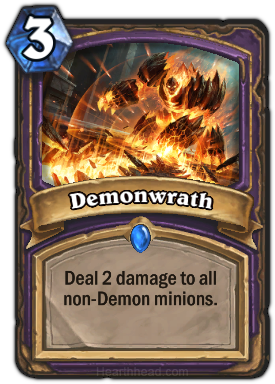 3
Demonwrath
Deal 2 damage to all
non-Demon minions.
Hearthhead.com